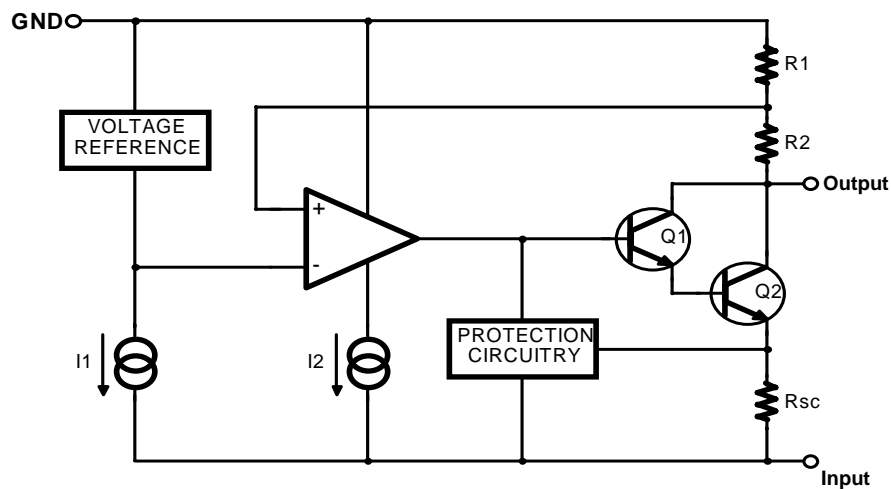 GND
R1
VOLTAGE
REFERENCE
R2
Output
+
-
Q1
Q2
I1
I2
PROTECTION
CIRCUITRY
Rsc
Input